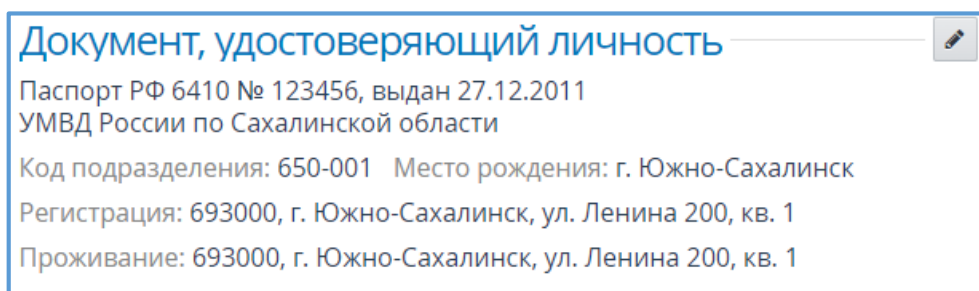 Документ, удостоверяющий личность
Паспорт РФ 6410 № 123456, выдан 27.12.2011
УМВД России по Сахалинской области
Код подразделения: 650-001 Место рождения: г. Южно-Сахалинск
Регистрация: 693000, г. Южно-Сахалинск, ул. Ленина 200, кв. 1
Проживание: 693000, г. Южно-Сахалинск, ул. Ленина 200, кв. 1